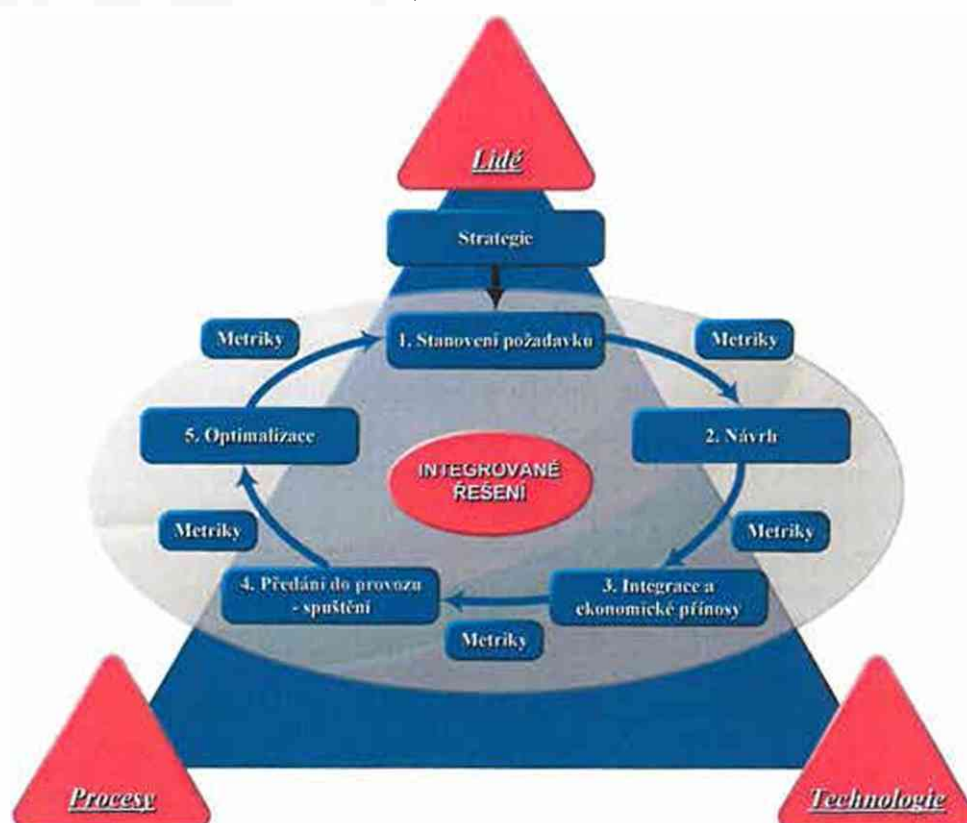 Lidé
Strategie
Metriky
1. Stanovení požadavků
Metriky
5. Optimalizace
2. Návrh
INTEGROVANÉ
ŘEŠENÍ
Metriky
Metriky
4. Předání do provozu
- spuštění
3. Integrace a
ekonomické přínosy
Metriky
Procesy
Technologie